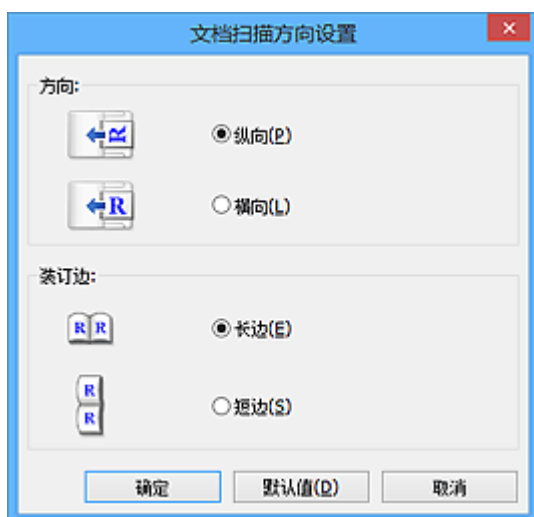 文档扫描方向设置
方向:
R
纵向(P)
R
横向(L)
装订边:
R R
长边(E)
R
R
短边(S)
确定 默认值(D) 取消